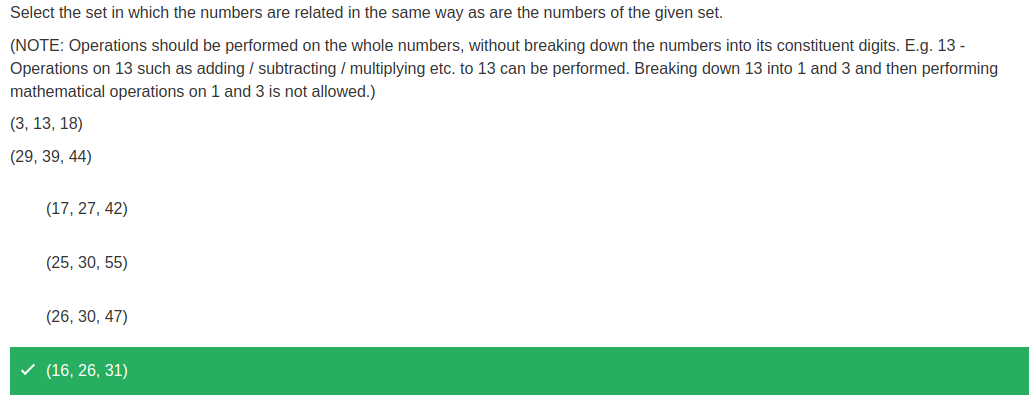 Select the set in which the numbers are related in the same way as are the numbers of the given set.
(NOTE: Operations should be performed on the whole numbers, without breaking down the numbers into its constituent digits. E.g. 13 -
Operations on 13 such as adding / subtracting / multiplying etc. to 13 can be performed. Breaking down 13 into 1 and 3 and then performing
mathematical operations on 1 and 3 is not allowed.)
(3, 13, 18)
(29, 39, 44)
(17, 27, 42)
(25, 30, 55)
(26, 30, 47)
(16, 26, 31)